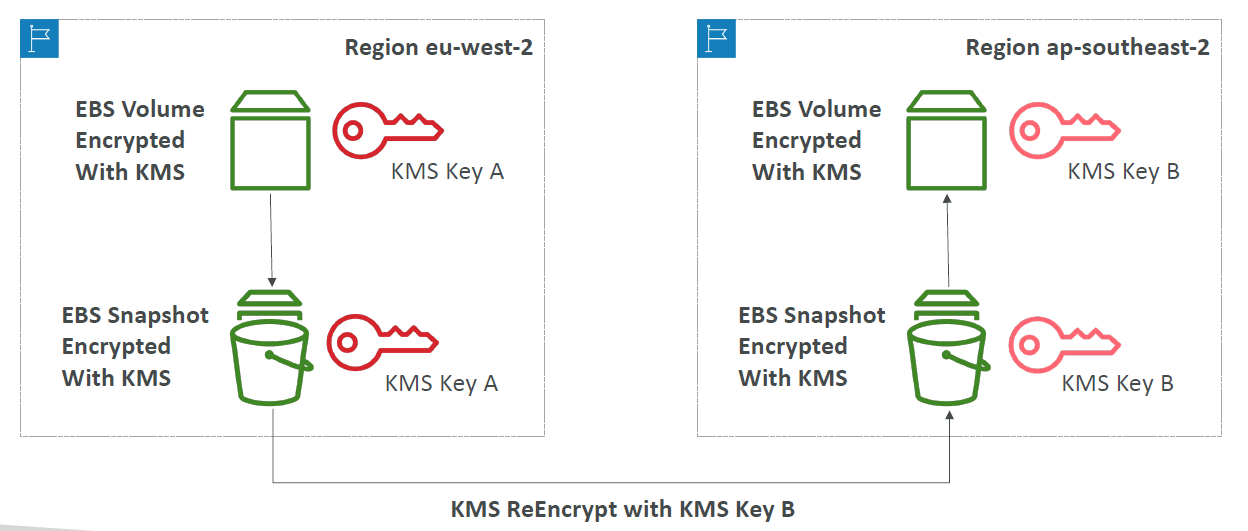 Region eu-west-2
EBS Volume
Encrypted
With KMS
KMS Key A
EBS Snapshot
Encrypted
With KMS
KMS Key A
Region ap-southeast-2
EBS Volume
Encrypted
With KMS
KMS Key B
EBS Snapshot
Encrypted
With KMS
KMS Key B
KMS ReEncrypt with KMS Key B